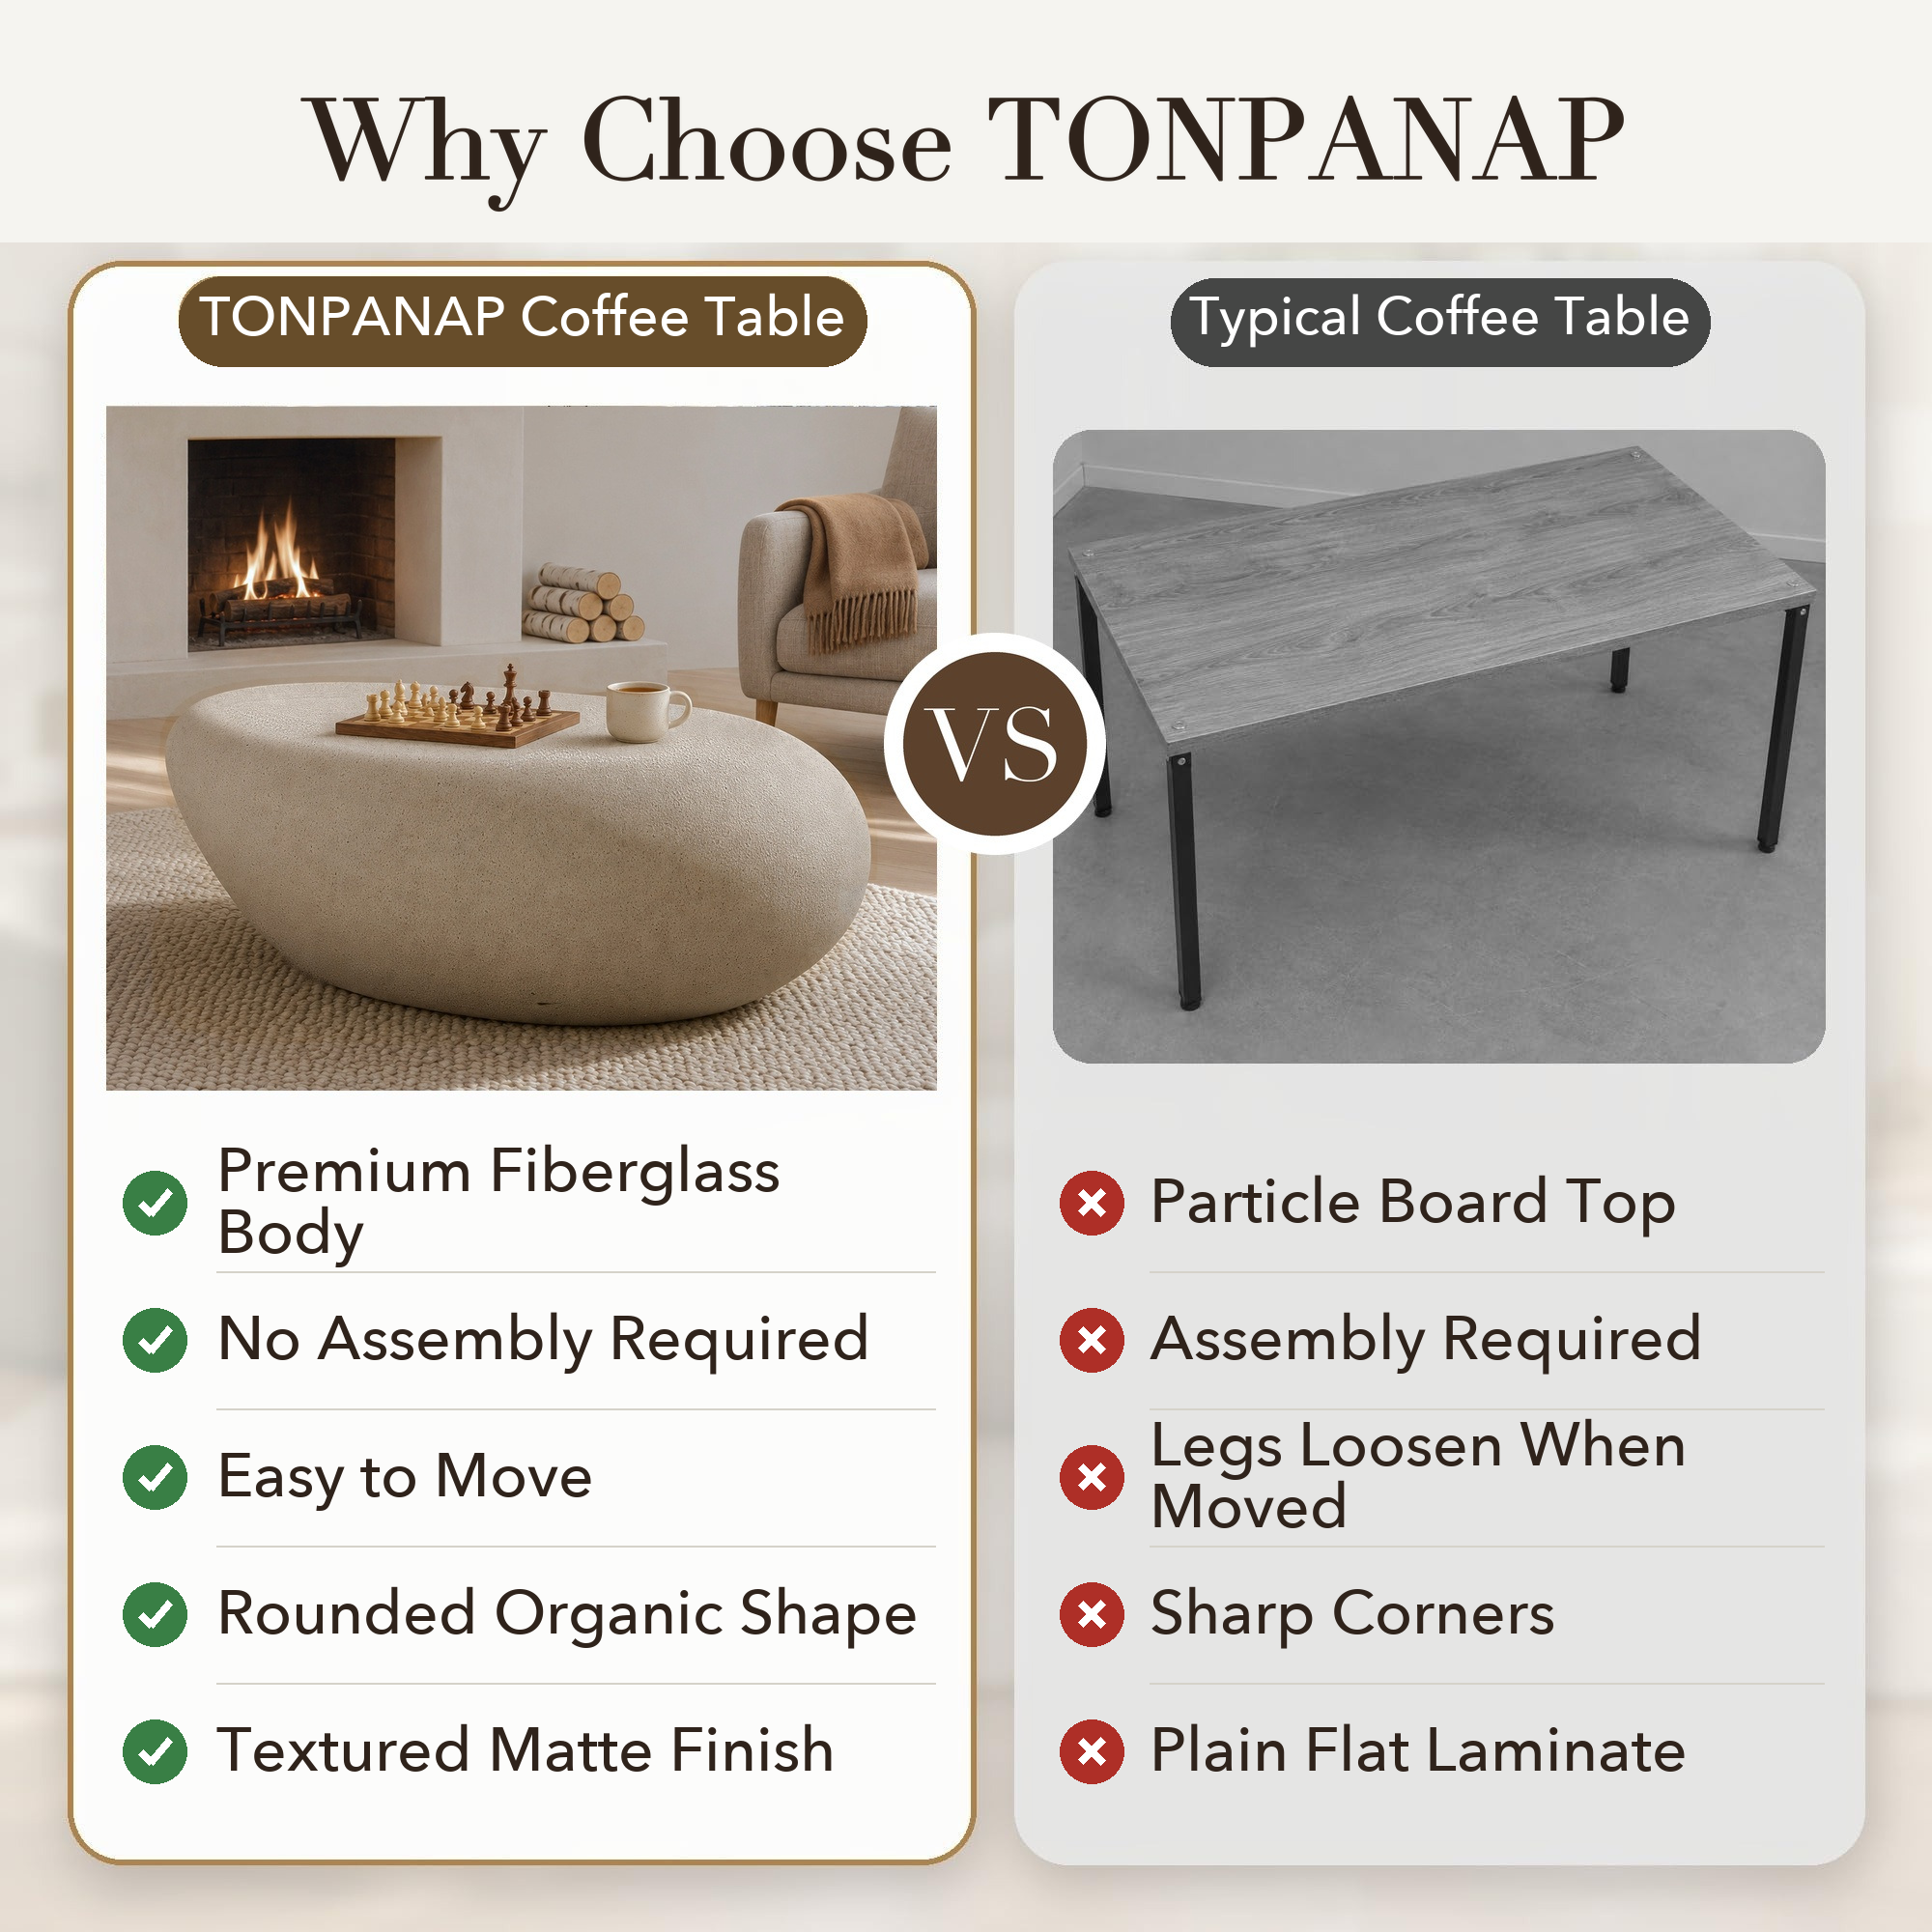 Why Choose TONPANAP
TONPANAP Coffee Table
Typical Coffee Table
VS
Premium Fiberglass
Body
No Assembly Required
Easy to Move
Rounded Organic Shape
Textured Matte Finish
Particle Board Top
Assembly Required
Legs Loosen When
Moved
Sharp Corners
Plain Flat Laminate